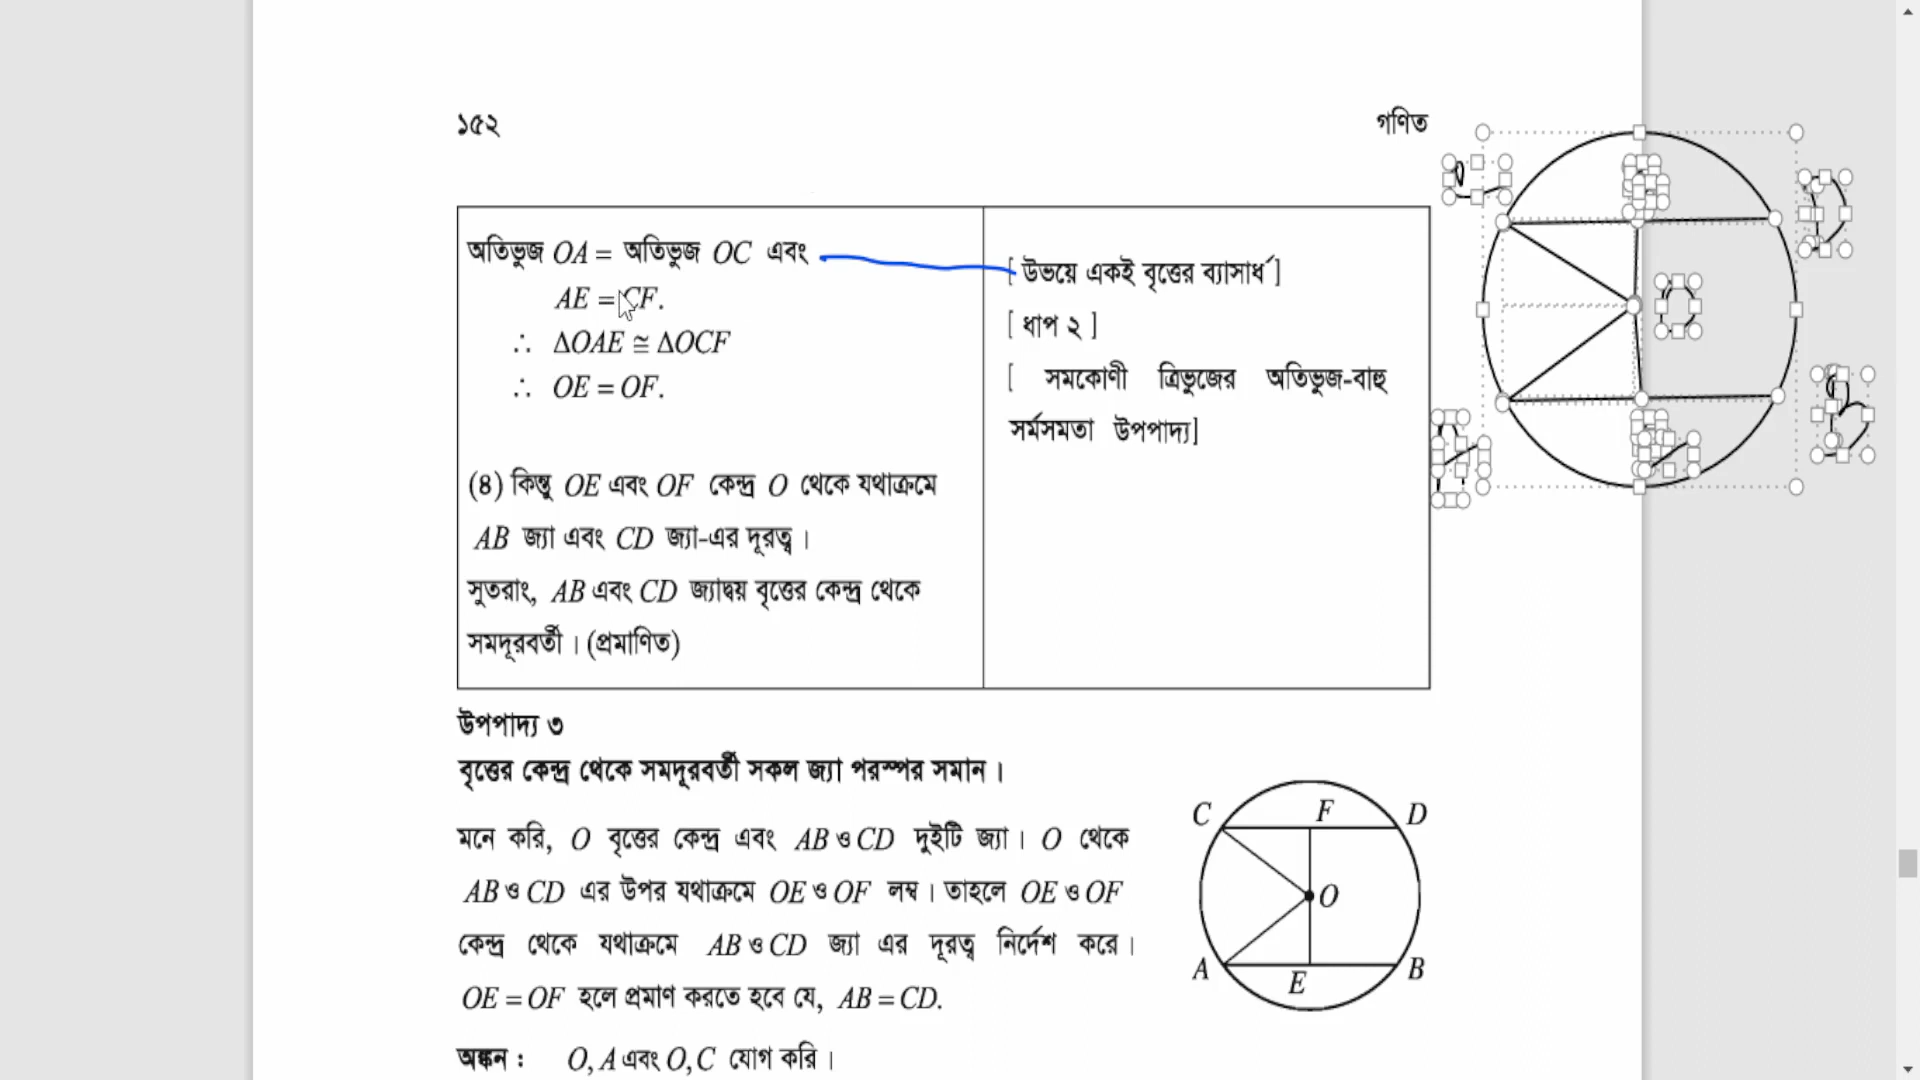 ১৫২
গণিত
অতিভুজ OA = অতিভুজ OC এবং
AE = CF.
∴ ΔOAE ≅ ΔOCF
∴ OE = OF.
(৪) কিন্তু OE এবং OF কেন্দ্র O থেকে যথাক্রমে
AB জ্যা এবং CD জ্যা-এর দূরত্ব।
সুতরাং, AB এবং CD জ্যাদ্বয় বৃত্তের কেন্দ্র থেকে
সমদূরবর্তী। (প্রমাণিত)
[ উভয়ে একই বৃত্তের ব্যাসার্ধ]
[ ধাপ ২ ]
[ সমকোণী ত্রিভুজের অতিভুজ-বাহু
সর্মসমতা উপপাদ্য]
উপপাদ্য ৩
বৃত্তের কেন্দ্র থেকে সমদূরবর্তী সকল জ্যা পরস্পর সমান।
মনে করি, O বৃত্তের কেন্দ্র এবং AB ও CD দুইটি জ্যা। O থেকে
AB ও CD এর উপর যথাক্রমে OE ও OF লম্ব। তাহলে OE ও OF
কেন্দ্র থেকে যথাক্রমে AB ও CD জ্যা এর দূরত্ব নির্দেশ করে।
OE = OF হলে প্রমাণ করতে হবে যে, AB = CD.
C F D
O
A E B
অঙ্কন : O, A এবং O, C যোগ করি।